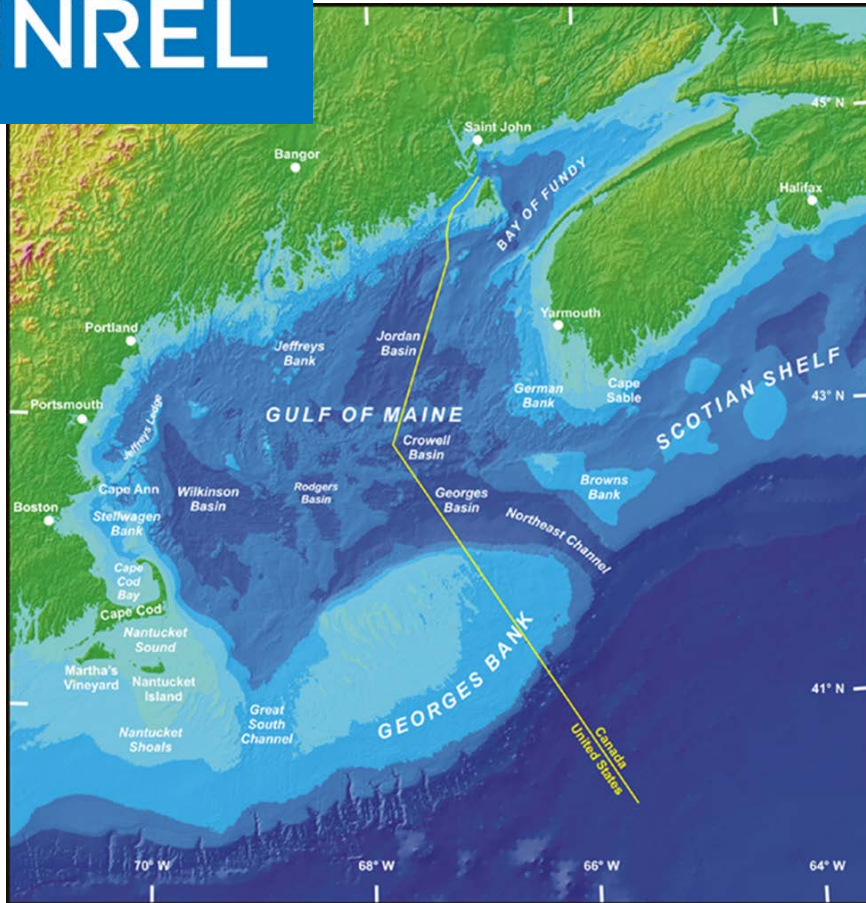 NREL
45° N
Saint John
Bangor
BAY OF FUNDY
Halifax
Yarmouth
Portland
Jordan
Basin
Jeffreys
Bank
German
Bank
Cape
Sable
43° N
SCOTIAN SHELF
Portsmouth
GULF OF MAINE
Jeffreys Ledge
Crowell
Basin
Cape Ann
Wilkinson
Basin
Rodgers
Basin
Georges
Basin
Browns
Bank
Boston
Stellwagen
Bank
Northeast Channel
Cape
Cod
Bay
Cape Cod
Nantucket
Sound
Martha's
Vineyard
Nantucket
Island
GEORGES BANK
41° N
Great
South
Channel
Nantucket
Shoals
Canada
United States
70° W
68° W
66° W
64° W